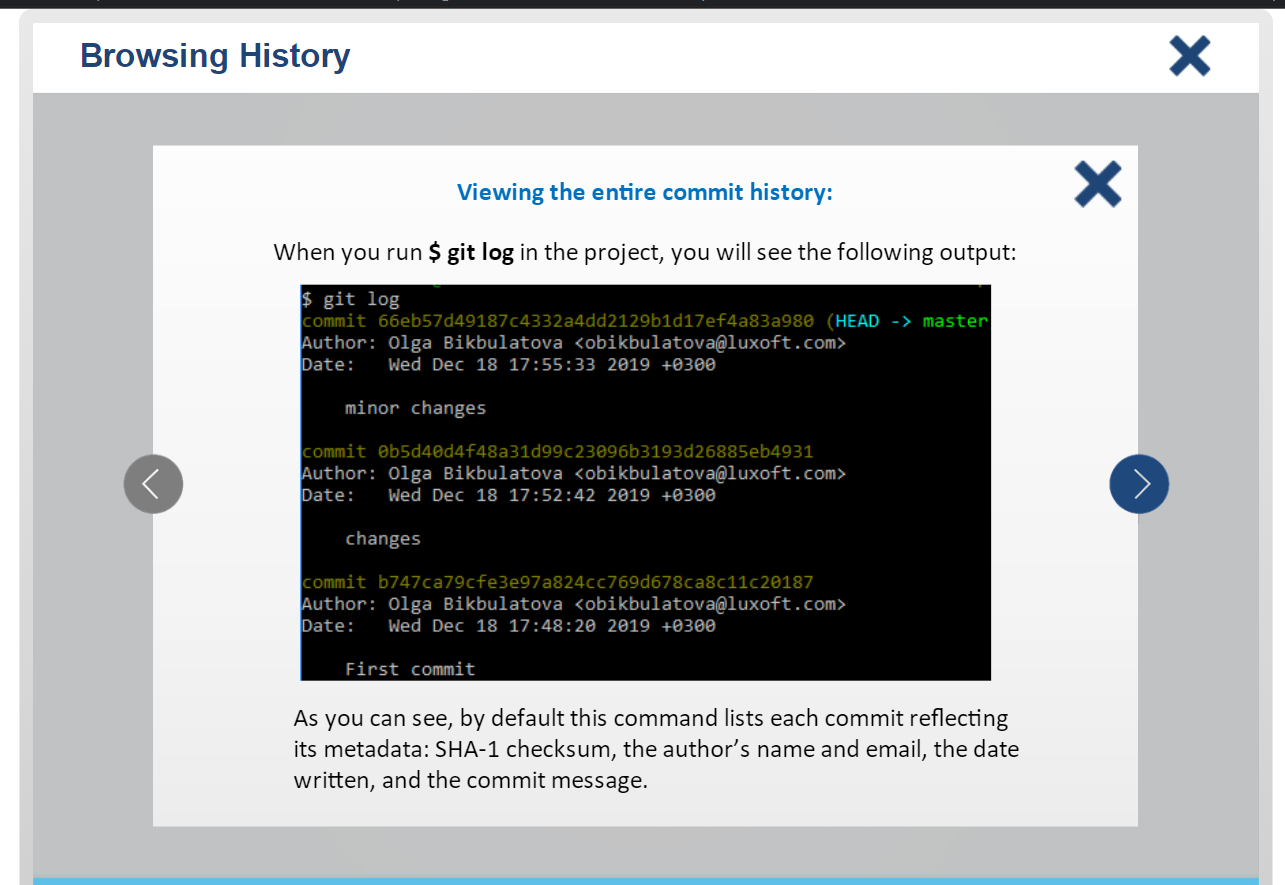 Browsing History
Viewing the entire commit history:
When you run $ git log in the project, you will see the following output:
$ git log
commit 66eb57d49187c4332a4dd2129b1d17ef4a83a980 (HEAD -> master
Author: Olga Bikbulatova <obikbulatova@luxoft.com>
Date:   Wed Dec 18 17:55:33 2019 +0300
minor changes
commit 0b5d40d4f48a31d99c23096b3193d26885eb4931
Author: Olga Bikbulatova <obikbulatova@luxoft.com>
Date:   Wed Dec 18 17:52:42 2019 +0300
changes
commit b747ca79cfe3e97a824cc769d678ca8c11c20187
Author: Olga Bikbulatova <obikbulatova@luxoft.com>
Date:   Wed Dec 18 17:48:20 2019 +0300
First commit
As you can see, by default this command lists each commit reflecting
its metadata: SHA-1 checksum, the author’s name and email, the date
written, and the commit message.